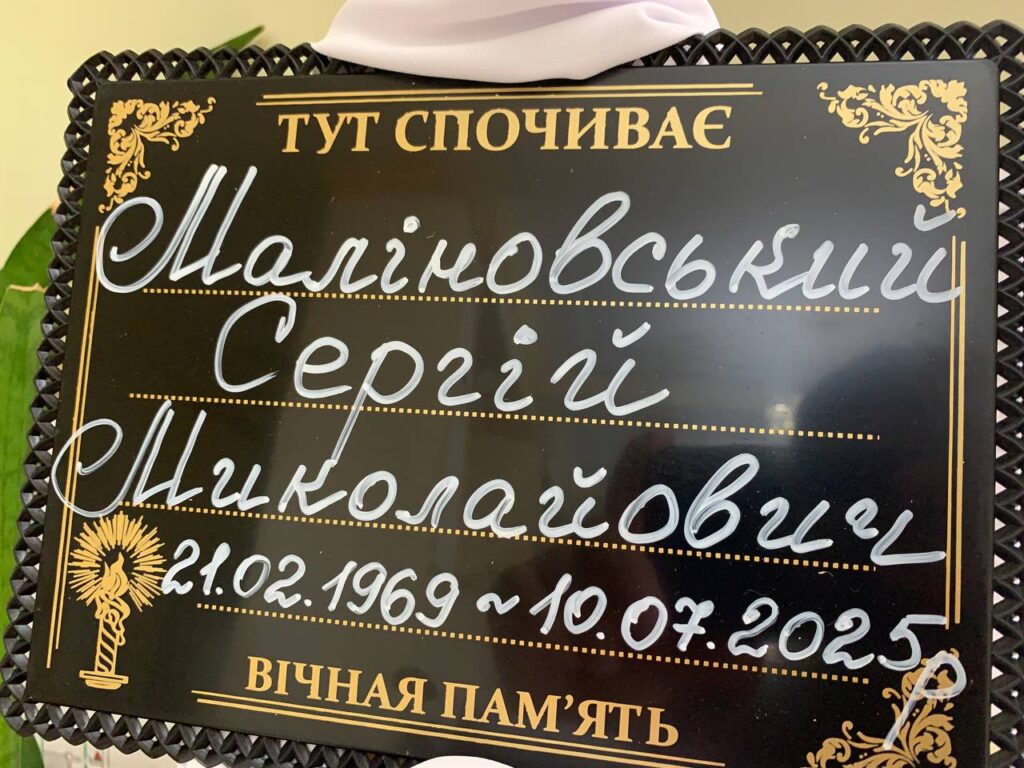 ТУТ СПОЧИВАЄ
Маліновський
Сергій
Миколайович
21.02.1969 ~ 10.07.2025р
ВІЧНАЯ ПАМ’ЯТЬ